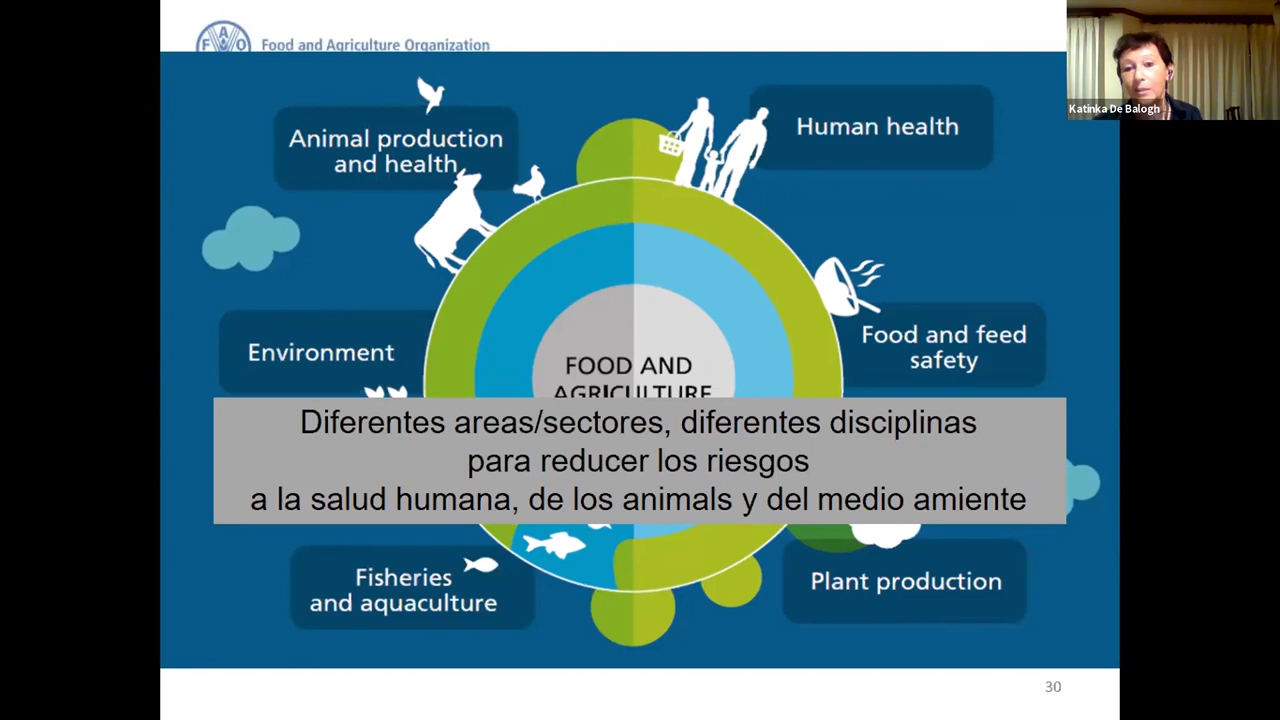 FAO
Food and Agriculture Organization
Katinka De Balogh
Animal production
and health
Human health
Environment
Food and feed
safety
FOOD AND
AGRICULTURE
Diferentes areas/sectores, diferentes disciplinas
para reducer los riesgos
a la salud humana, de los animals y del medio amiente
Fisheries
and aquaculture
Plant production
30